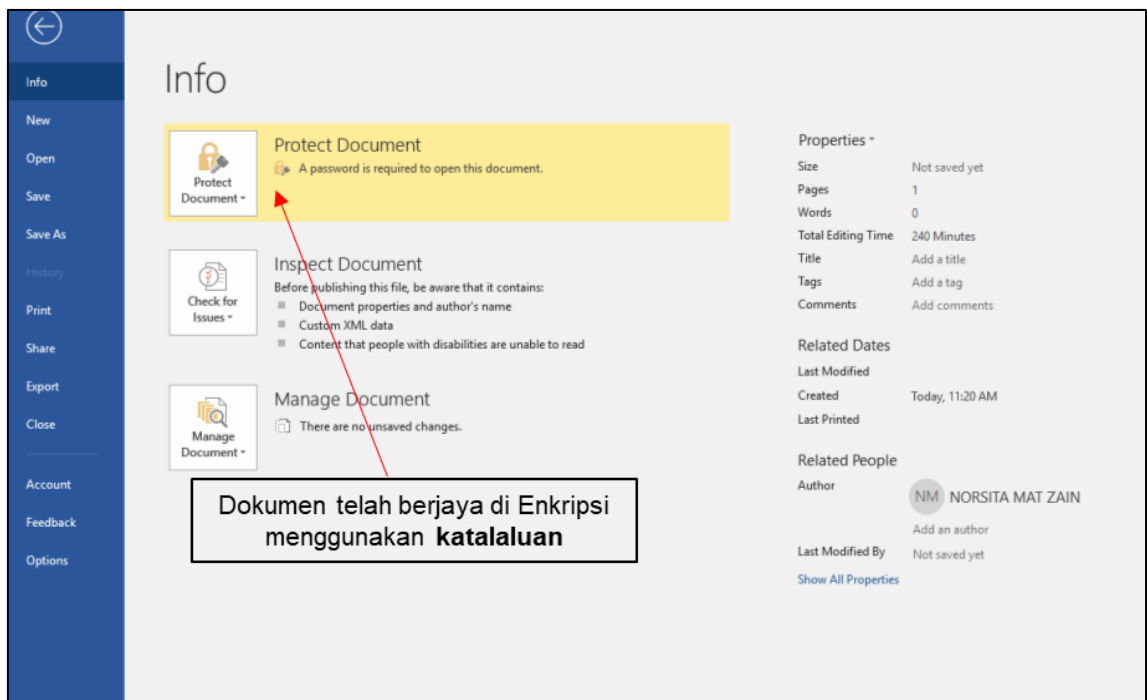 Info
New
Open
Save
Save As
History
Print
Share
Export
Close
Account
Feedback
Options
Info
Protect
Document
Protect Document
A password is required to open this document.
Check for
Issues
Inspect Document
Before publishing this file, be aware that it contains:
Document properties and author's name
Custom XML data
Content that people with disabilities are unable to read
Manage
Document
Manage Document
There are no unsaved changes.
Dokumen telah berjaya di Enkripsi
menggunakan katalaluan
Properties
Size Not saved yet
Pages 1
Words 0
Total Editing Time 240 Minutes
Title Add a title
Tags Add a tag
Comments Add comments
Related Dates
Last Modified
Created Today, 11:20 AM
Last Printed
Related People
Author NM NORSITA MAT ZAIN
Add an author
Last Modified By Not saved yet
Show All Properties